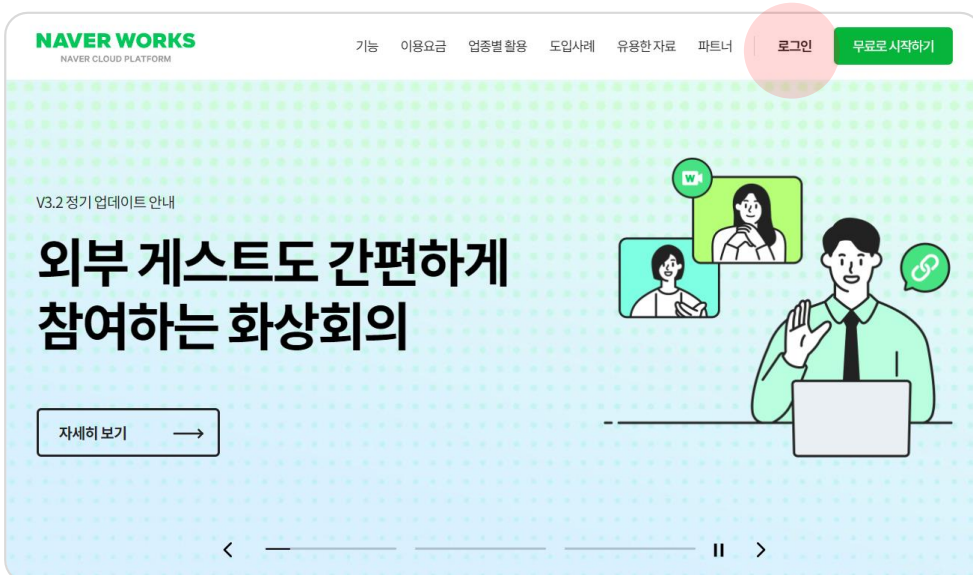 NAVER WORKS
NAVER CLOUD PLATFORM
기능 이용요금 업종별 활용 도입사례 유용한 자료 파트너 로그인 무료로 시작하기
V3.2 정기 업데이트 안내
외부 게스트도 간편하게
참여하는 화상회의
자세히 보기
W